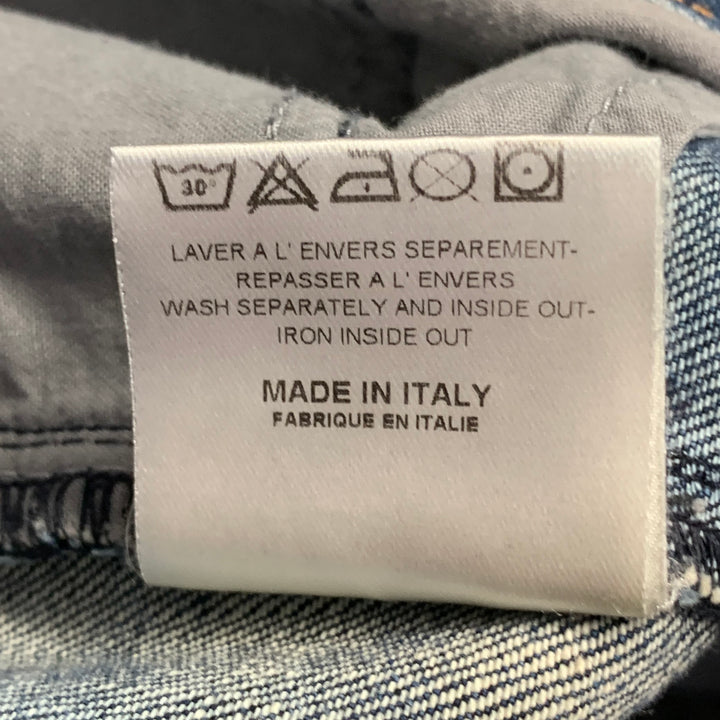 30°
LAVER A L' ENVERS SEPAREMENT-
REPASSER A L' ENVERS
WASH SEPARATELY AND INSIDE OUT-
IRON INSIDE OUT
MADE IN ITALY
FABRIQUE EN ITALIE